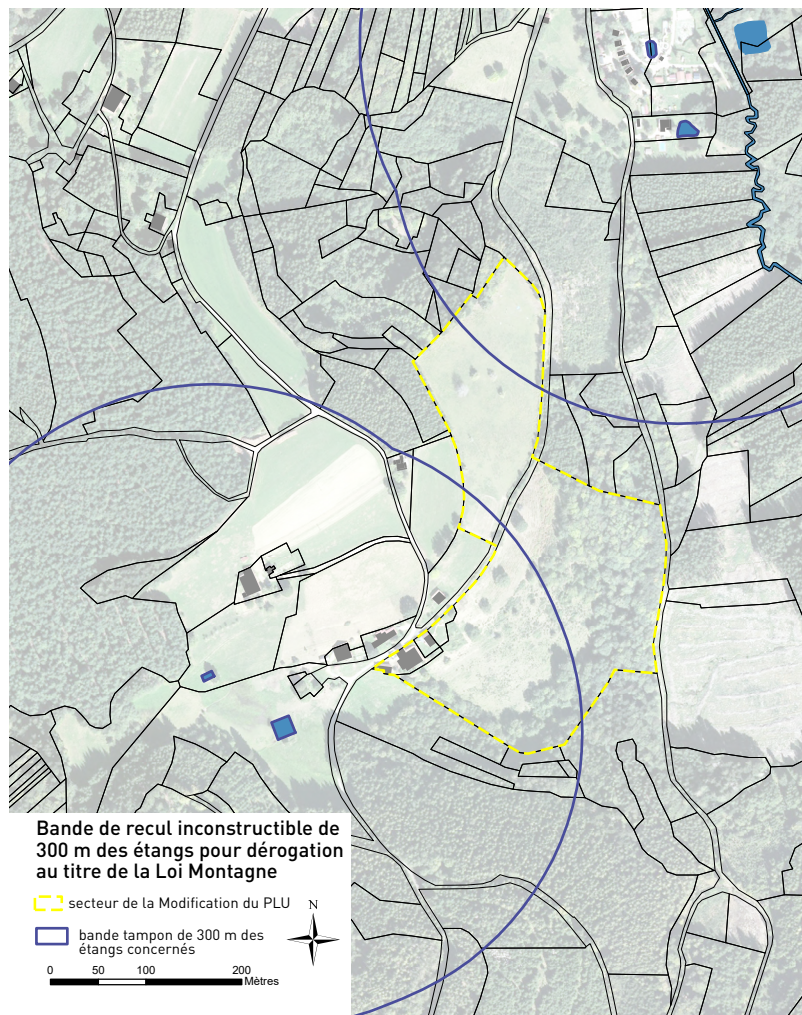 Bande de recul inconstructible de
300 m des étangs pour dérogation
au titre de la Loi Montagne
secteur de la Modification du PLU
N
bande tampon de 300 m des
étangs concernés
0 50 100 200
Mètres